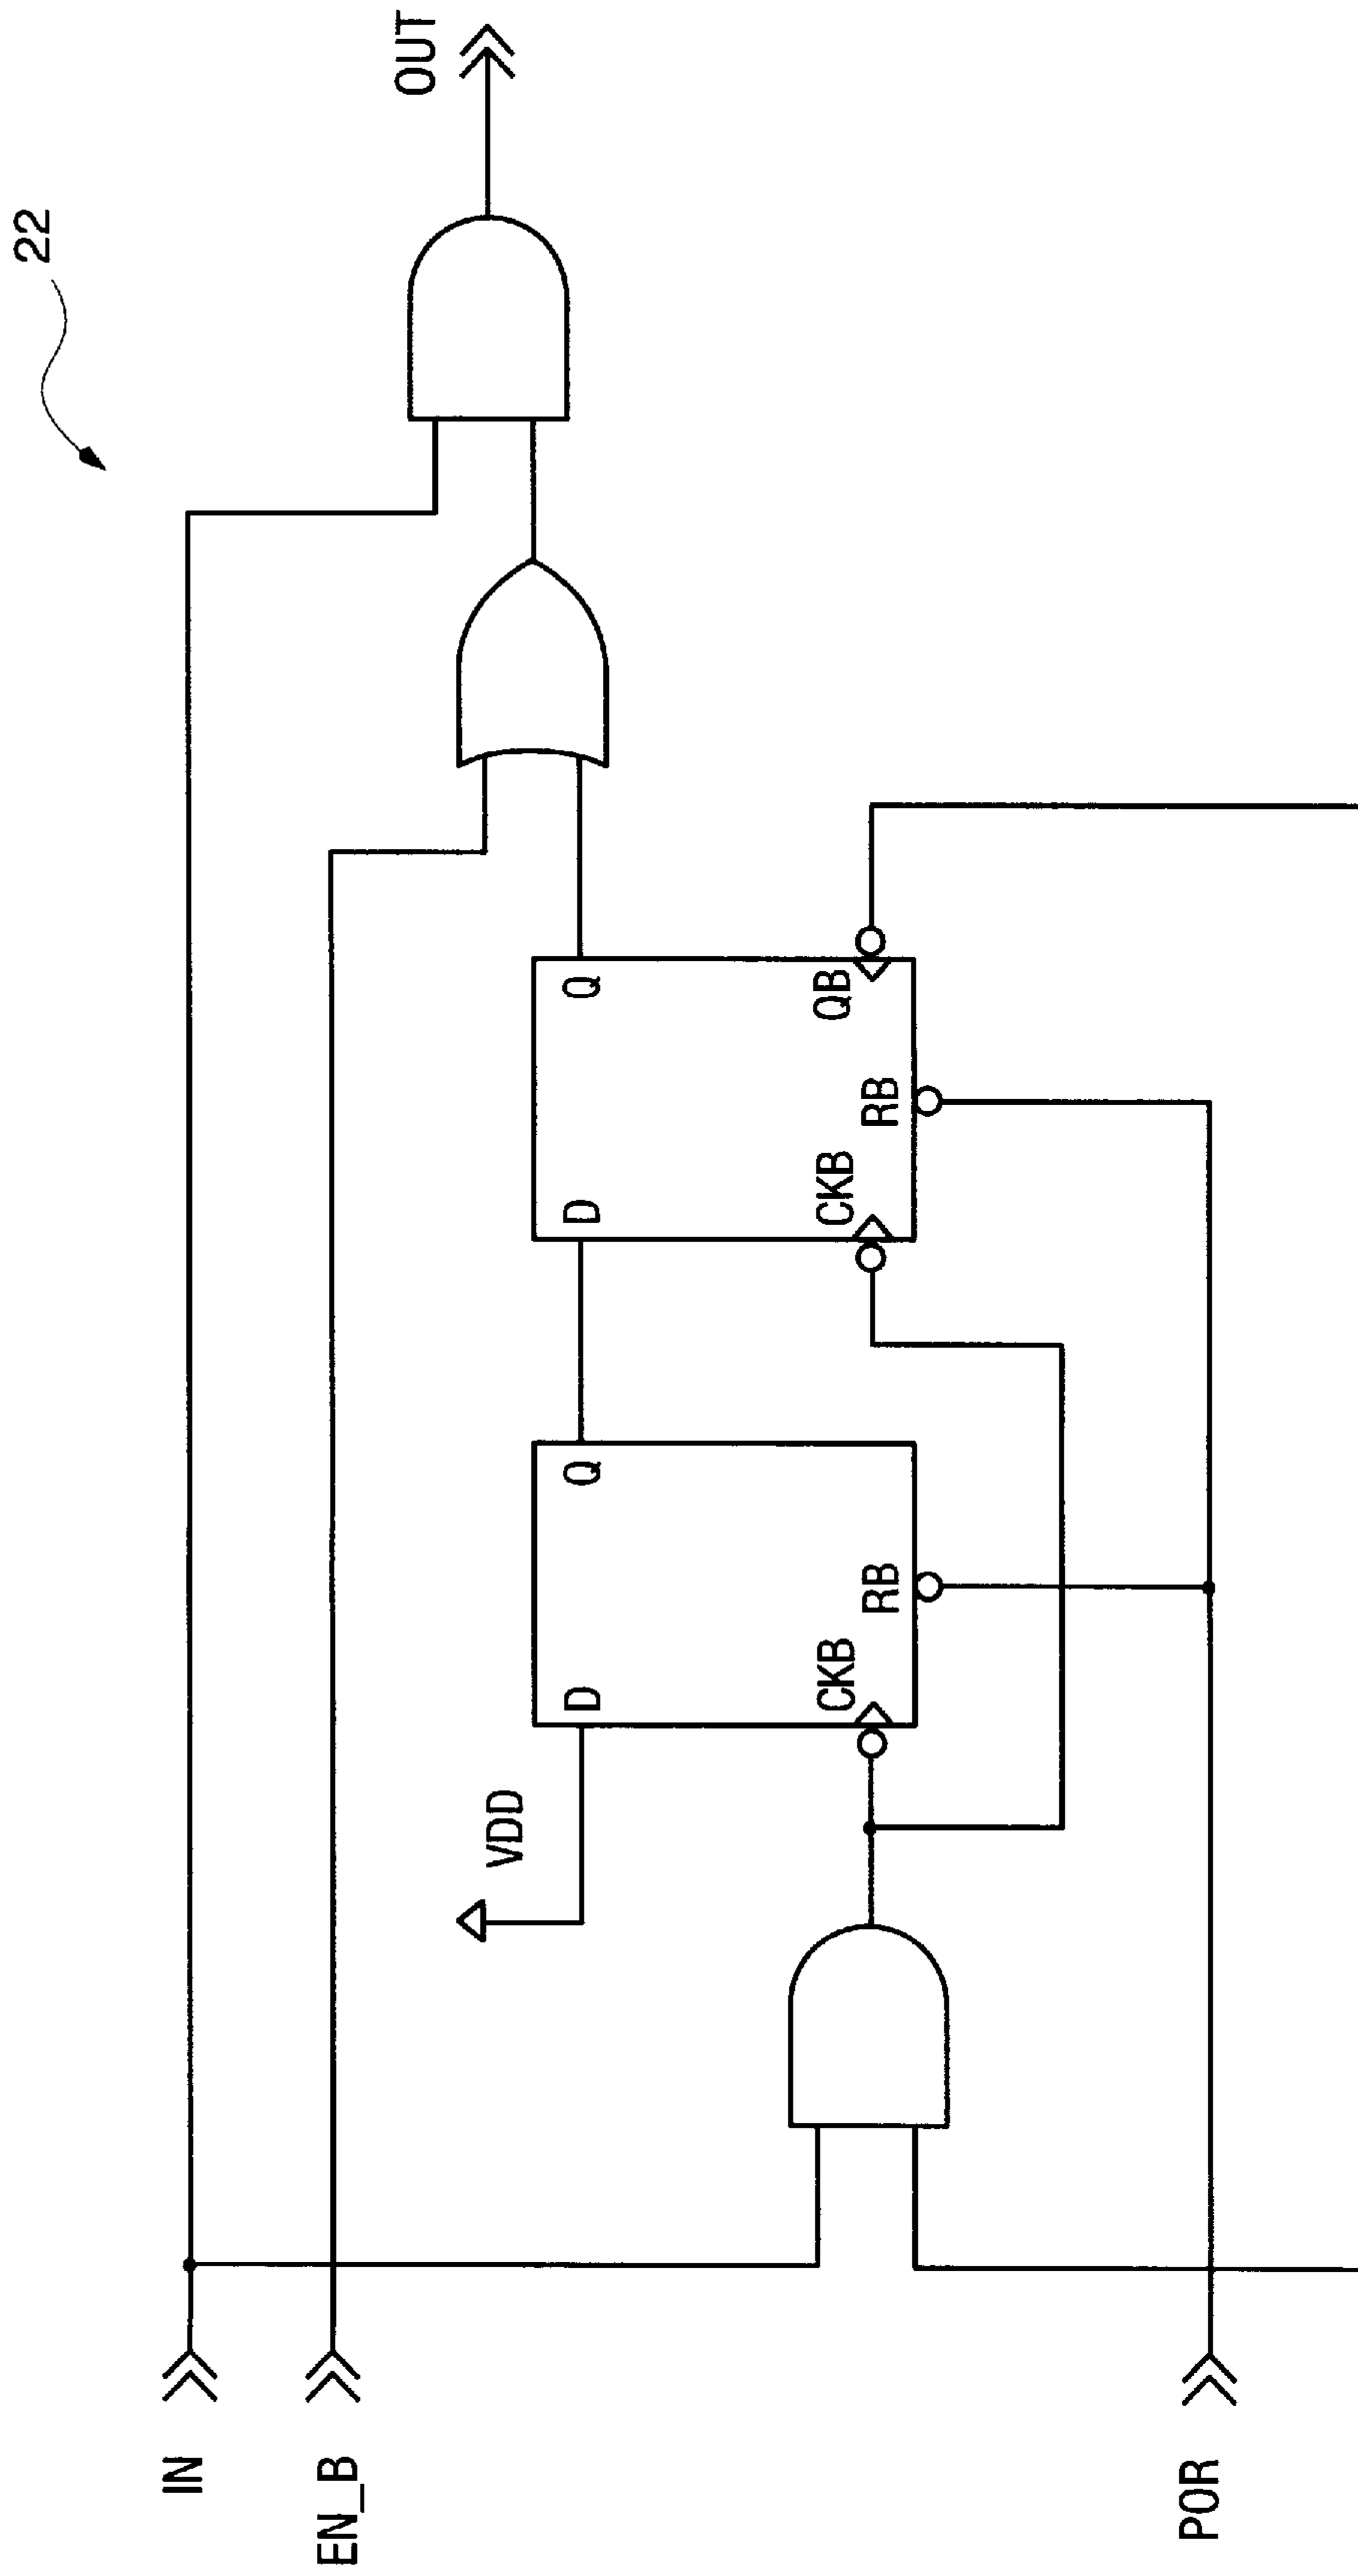 22
OUT
IN
EN_B
VDD
D
Q
CKB
RB
D
Q
CKB
RB
QB
POR